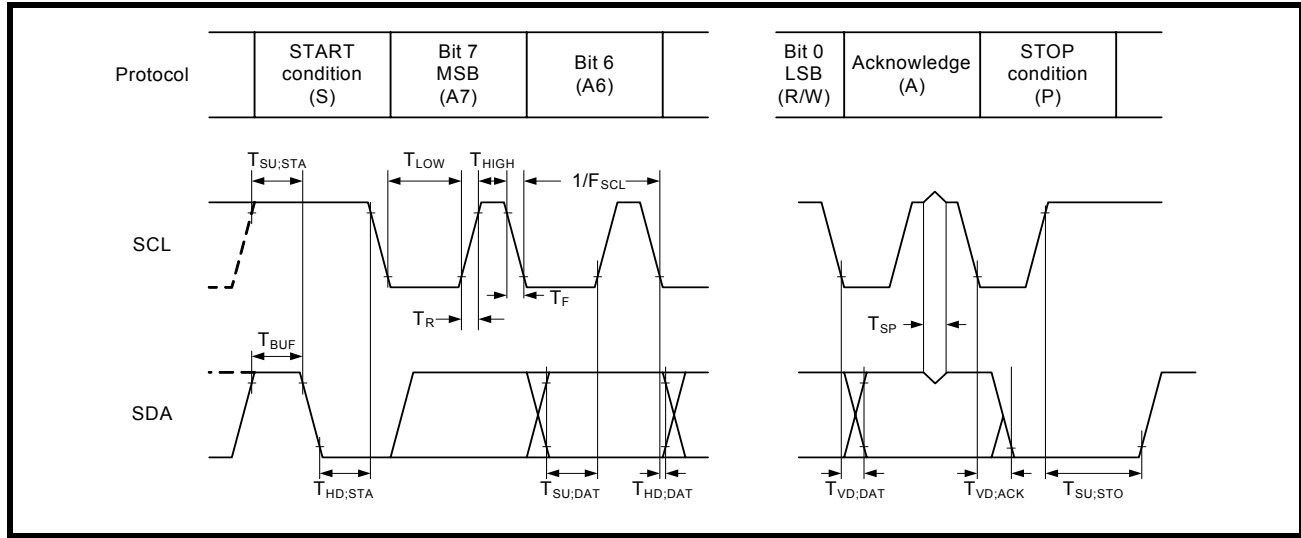 Protocol
START
condition
(S)
Bit 7
MSB
(A7)
Bit 6
(A6)
Bit 0
LSB
(R/W)
Acknowledge
(A)
STOP
condition
(P)
TSU;STA
TLOW
THIGH
1/FSCL
SCL
TR
TF
TSP
TBUF
SDA
THD;STA
TSU;DAT
THD;DAT
TVD;DAT
TVD;ACK
TSU;STO